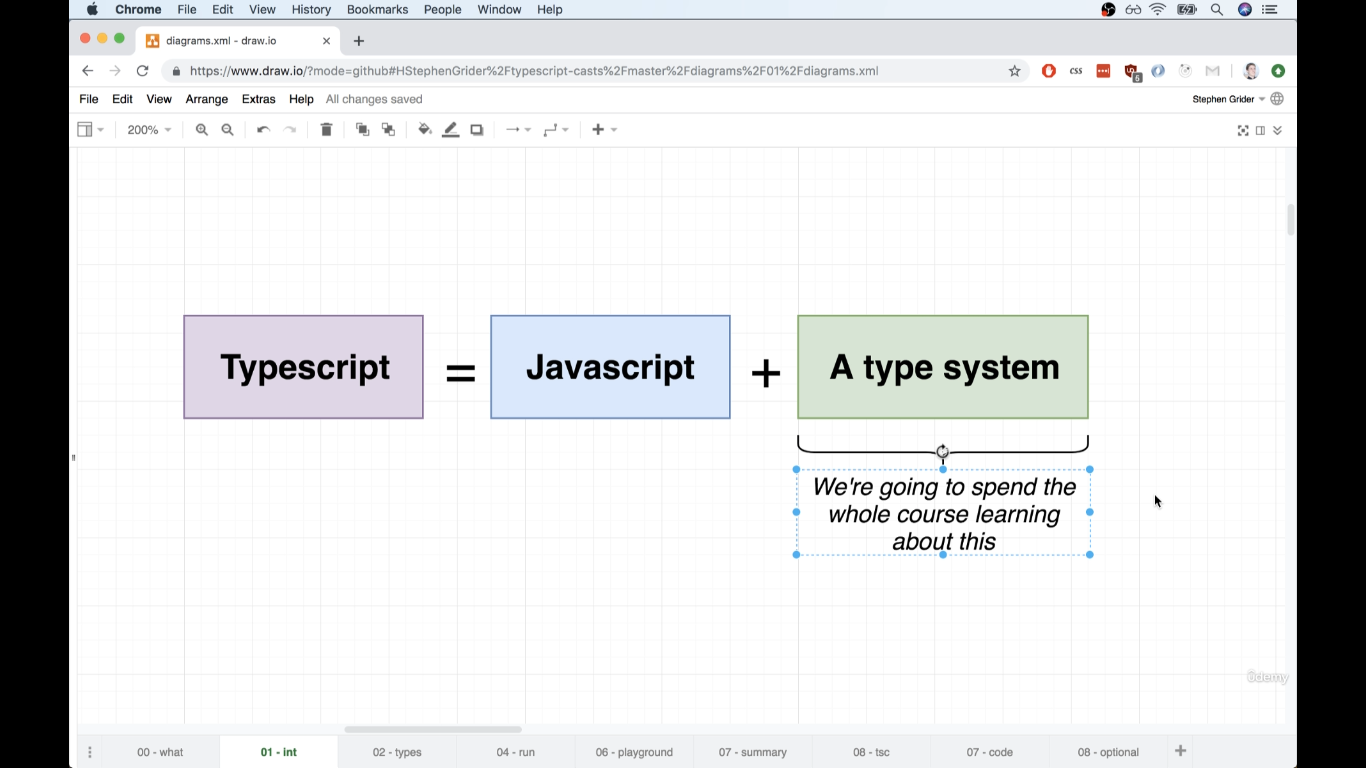 Chrome File Edit View History Bookmarks People Window Help
diagrams.xml - draw.io
https://www.draw.io/?mode=github#HStephenGrider%2Ftypescript-casts%2Fmaster%2Fdiagrams%2F01%2Fdiagrams.xml
css
6
File Edit View Arrange Extras Help All changes saved
Stephen Grider
200%
Typescript = Javascript + A type system
We're going to spend the
whole course learning
about this
ûdemy
00 - what 01 - int 02 - types 04 - run 06 - playground 07 - summary 08 - tsc 07 - code 08 - optional